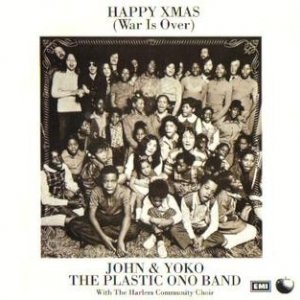 HAPPY XMAS
(War Is Over)
JOHN & YOKO
THE PLASTIC ONO BAND
With The Harlem Community Choir
EMI